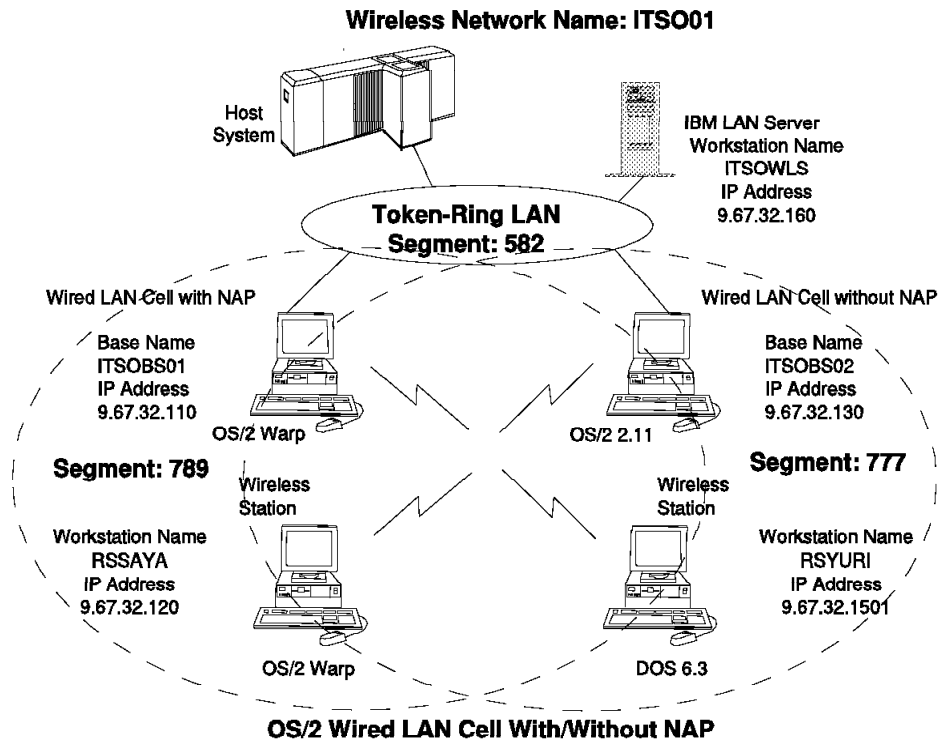 Wireless Network Name: ITSO01
Host
System
IBM LAN Server
Workstation Name
ITSOWLS
IP Address
9.67.32.160
Token-Ring LAN
Segment: 582
Wired LAN Cell with NAP
Base Name
ITSOBS01
IP Address
9.67.32.110
OS/2 Warp
Wired LAN Cell without NAP
Base Name
ITSOBS02
IP Address
9.67.32.130
OS/2 2.11
Segment: 789
Segment: 777
Wireless
Station
Workstation Name
RSSAYA
IP Address
9.67.32.120
OS/2 Warp
Wireless
Station
Workstation Name
RSYURI
IP Address
9.67.32.1501
DOS 6.3
OS/2 Wired LAN Cell With/Without NAP